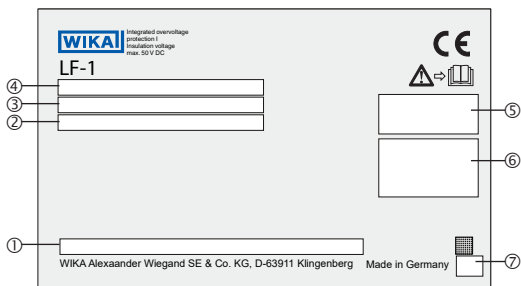 WIKA
Integrated overvoltage
protection I
Insulation voltage
max. 50 V DC
CE
LF-1
④
③
②
⑤
⑥
①
WIKA Alexaander Wiegand SE & Co. KG, D-63911 Klingenberg
Made in Germany
⑦